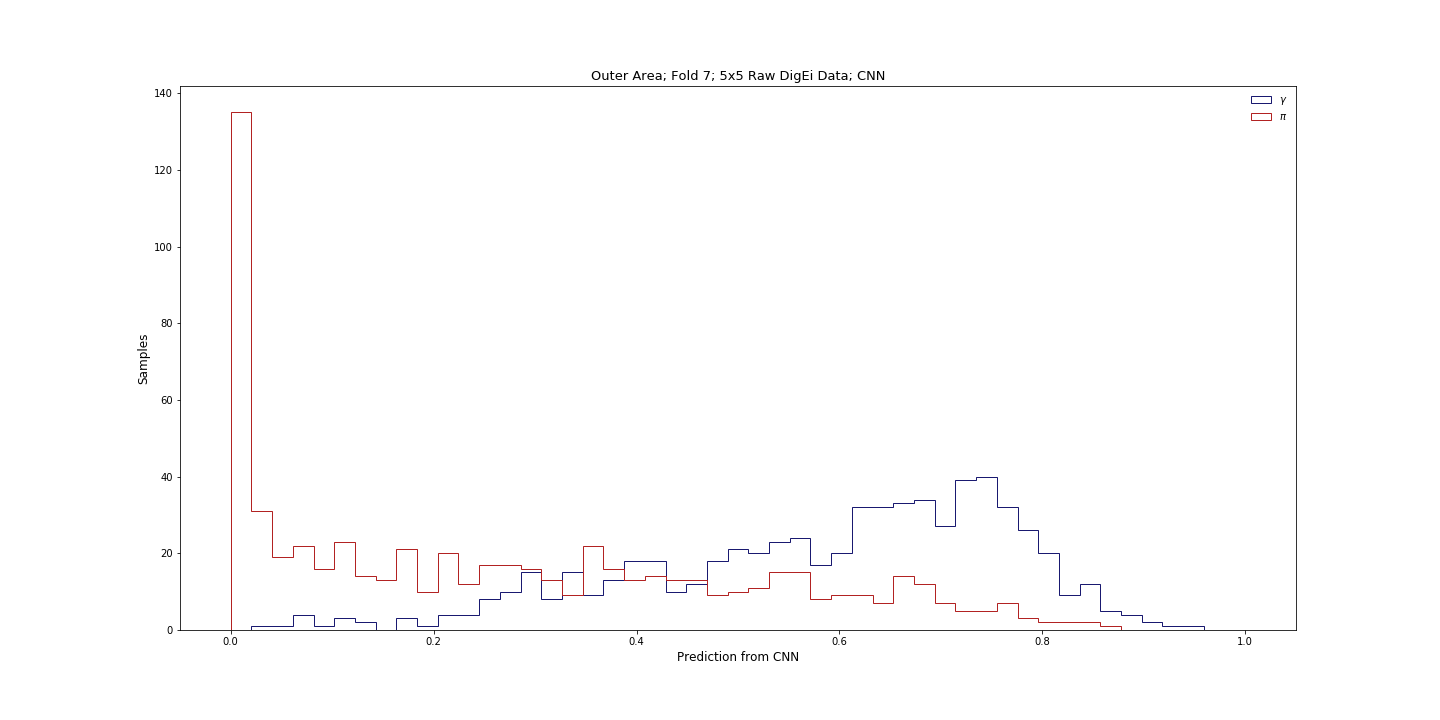 Outer Area; Fold 7; 5x5 Raw DigEi Data; CNN
γ
π
140
120
100
80
60
40
20
0
Samples
0.0 0.2 0.4 0.6 0.8 1.0
Prediction from CNN